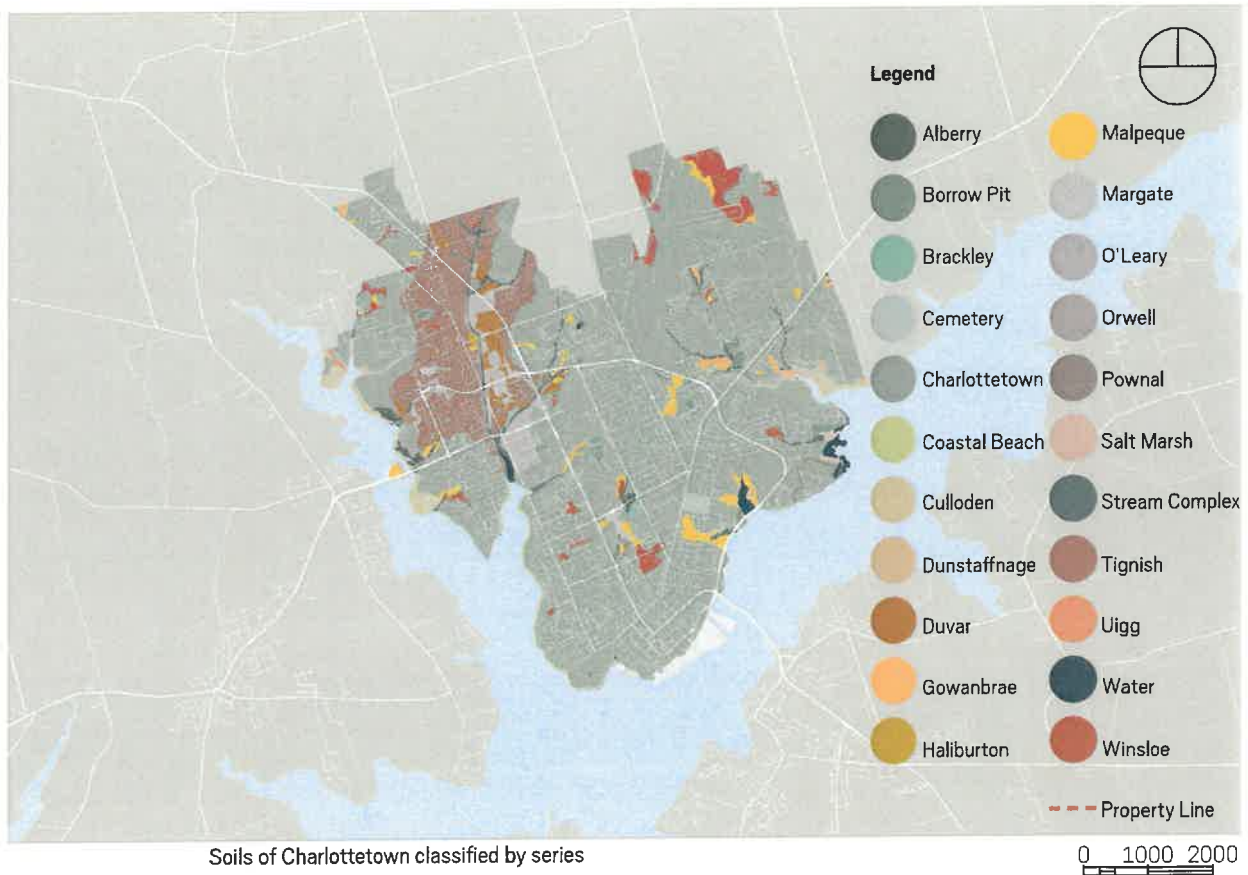 Legend
Alberry
Borrow Pit
Brackley
Cemetery
Charlottetown
Coastal Beach
Culloden
Dunstaffnage
Duvar
Gowanbrae
Haliburton
Malpeque
Margate
O'Leary
Orwell
Pownal
Salt Marsh
Stream Complex
Tignish
Uigg
Water
Winsloe
Property Line
Soils of Charlottetown classified by series
0 1000 2000